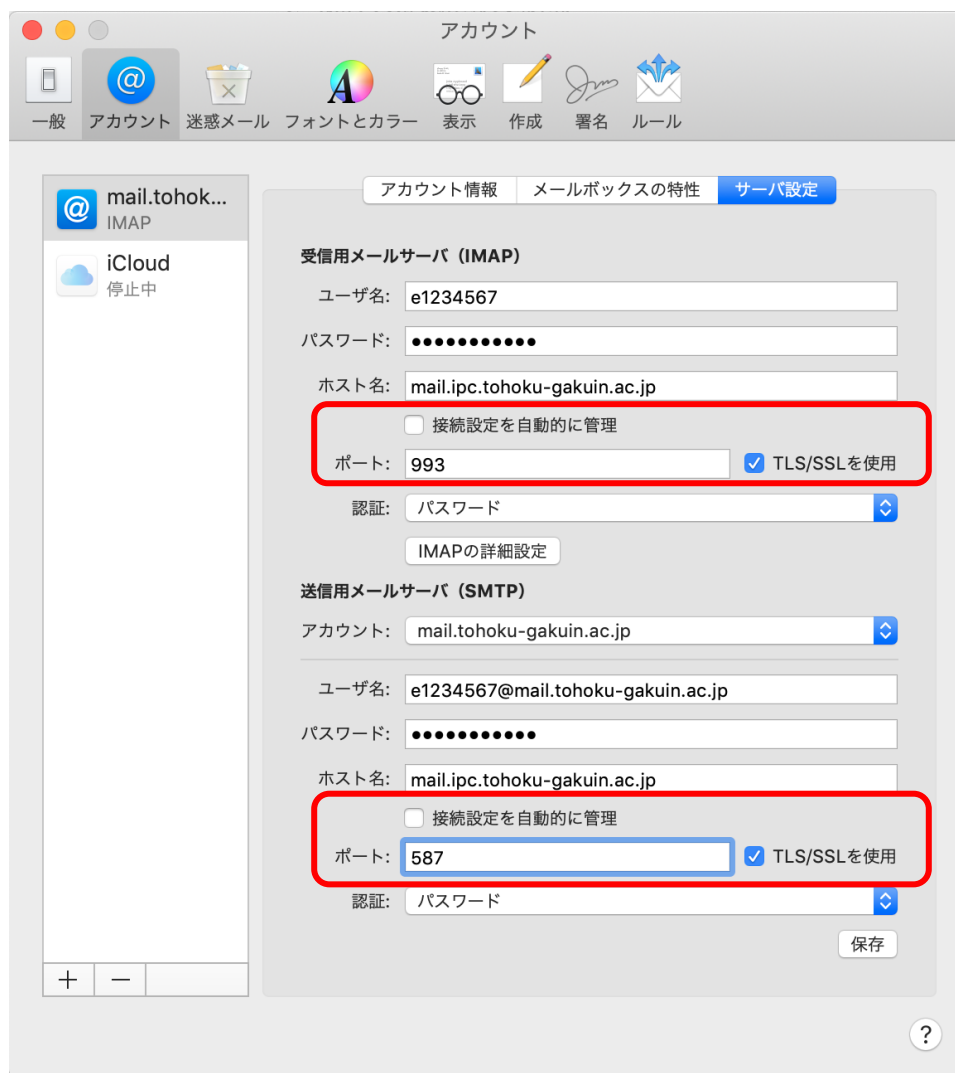 アカウント
一般 アカウント 迷惑メール フォントとカラー 表示 作成 署名 ルール
mail.tohok...
IMAP
iCloud
停止中
アカウント情報 メールボックスの特性 サーバ設定
受信用メールサーバ（IMAP）
ユーザ名: e1234567
パスワード: ●●●●●●●●●●●
ホスト名: mail.ipc.tohoku-gakuin.ac.jp
接続設定を自動的に管理
ポート: 993 TLS/SSLを使用
認証: パスワード
IMAPの詳細設定
送信用メールサーバ（SMTP）
アカウント: mail.tohoku-gakuin.ac.jp
ユーザ名: e1234567@mail.tohoku-gakuin.ac.jp
パスワード: ●●●●●●●●●●●
ホスト名: mail.ipc.tohoku-gakuin.ac.jp
接続設定を自動的に管理
ポート: 587 TLS/SSLを使用
認証: パスワード
保存
+ −
?